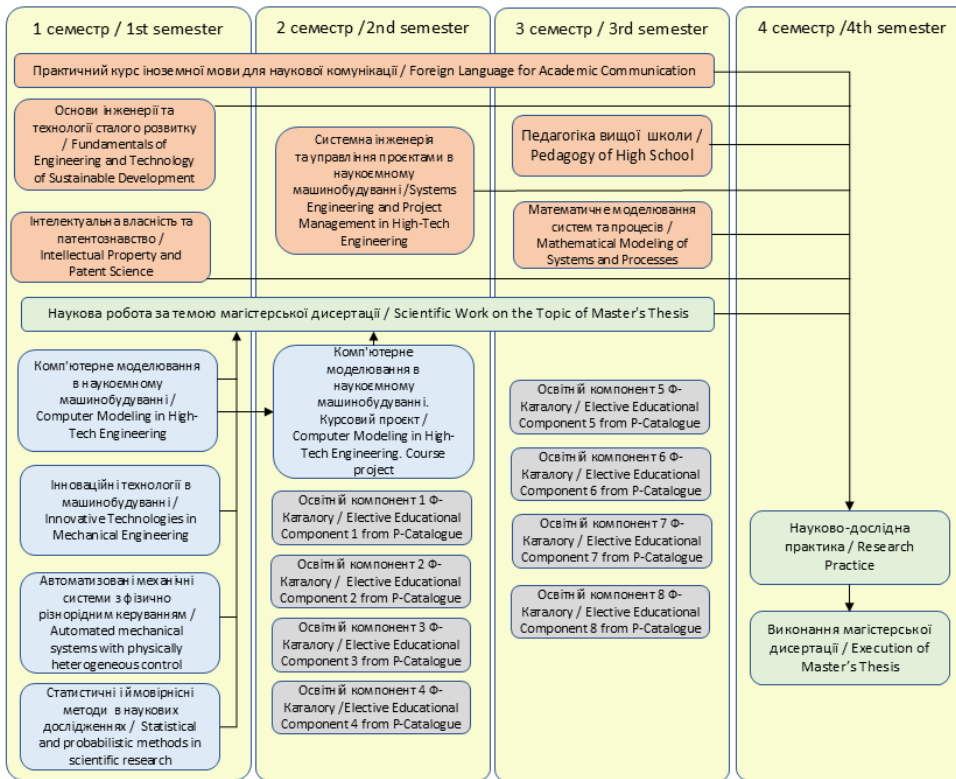 1 семестр / 1st semester
2 семестр /2nd semester
3 семестр / 3rd semester
4 семестр /4th semester
Практичний курс іноземної мови для наукової комунікації / Foreign Language for Academic Communication
Основи інженерії та
технології сталого розвитку
/ Fundamentals of
Engineering and Technology
of Sustainable Development
Системна інженерія
та управління проєктами в
наукоємному
машинобудуванні /Systems
Engineering and Project
Management in High-Tech
Engineering
Педагогіка вищої школи /
Pedagogy of High School
Інтелектуальна власність та
патентознавство /
Intellectual Property and
Patent Science
Математичне моделювання
систем та процесів /
Mathematical Modeling of
Systems and Processes
Наукова робота за темою магістерської дисертації / Scientific Work on the Topic of Master's Thesis
Комп'ютерне моделювання
в наукоємному
машинобудуванні /
Computer Modeling in High-
Tech Engineering
Інноваційні технології в
машинобудуванні /
Innovative Technologies in
Mechanical Engineering
Автоматизовані механічні
системи з фізично
різнорідним керуванням /
Automated mechanical
systems with physically
heterogeneous control
Статистичні і ймовірнісні
методи в наукових
дослідженнях / Statistical
and probabilistic methods in
scientific research
Комп'ютерне
моделювання в
наукоємному
машинобудуванні.
Курсовий проєкт /
Computer Modeling in High-
Tech Engineering. Course
project
Освітній компонент 1 Ф-
Каталогу / Elective Educational
Component 1 from P-Catalogue
Освітній компонент 2 Ф-
Каталогу / Elective Educational
Component 2 from P-Catalogue
Освітній компонент 3 Ф-
Каталогу / Elective Educational
Component 3 from P-Catalogue
Освітній компонент 4 Ф-
Каталогу /Elective Educational
Component 4 from P-Catalogue
Освітній компонент 5 Ф-
Каталогу / Elective Educational
Component 5 from P-Catalogue
Освітній компонент 6 Ф-
Каталогу / Elective Educational
Component 6 from P-Catalogue
Освітній компонент 7 Ф-
Каталогу / Elective Educational
Component 7 from P-Catalogue
Освітній компонент 8 Ф-
Каталогу / Elective Educational
Component 8 from P-Catalogue
Науково-дослідна
практика / Research
Practice
Виконання магістерської
дисертації / Execution of
Master's Thesis